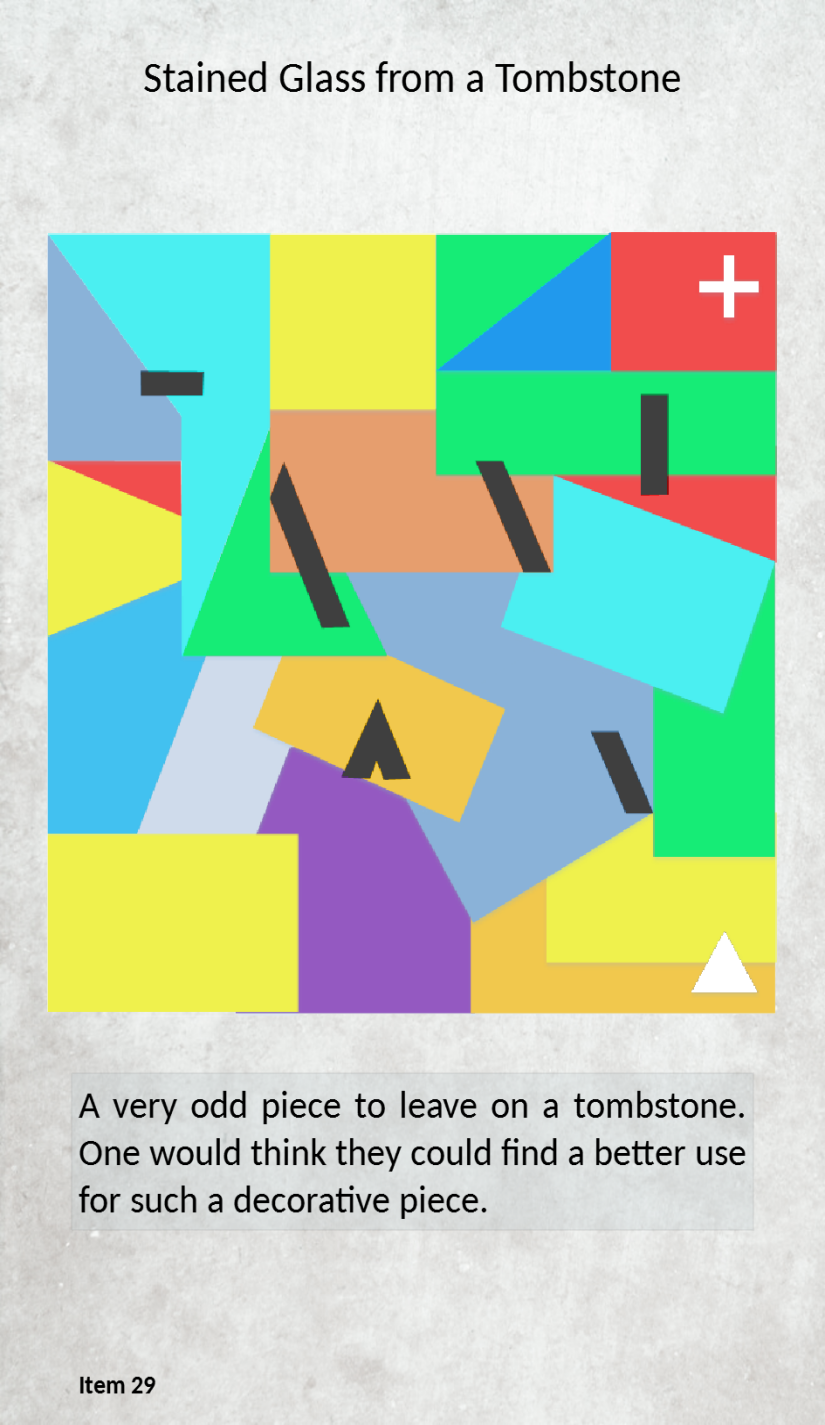 Stained Glass from a Tombstone
A very odd piece to leave on a tombstone.
One would think they could find a better use
for such a decorative piece.
Item 29